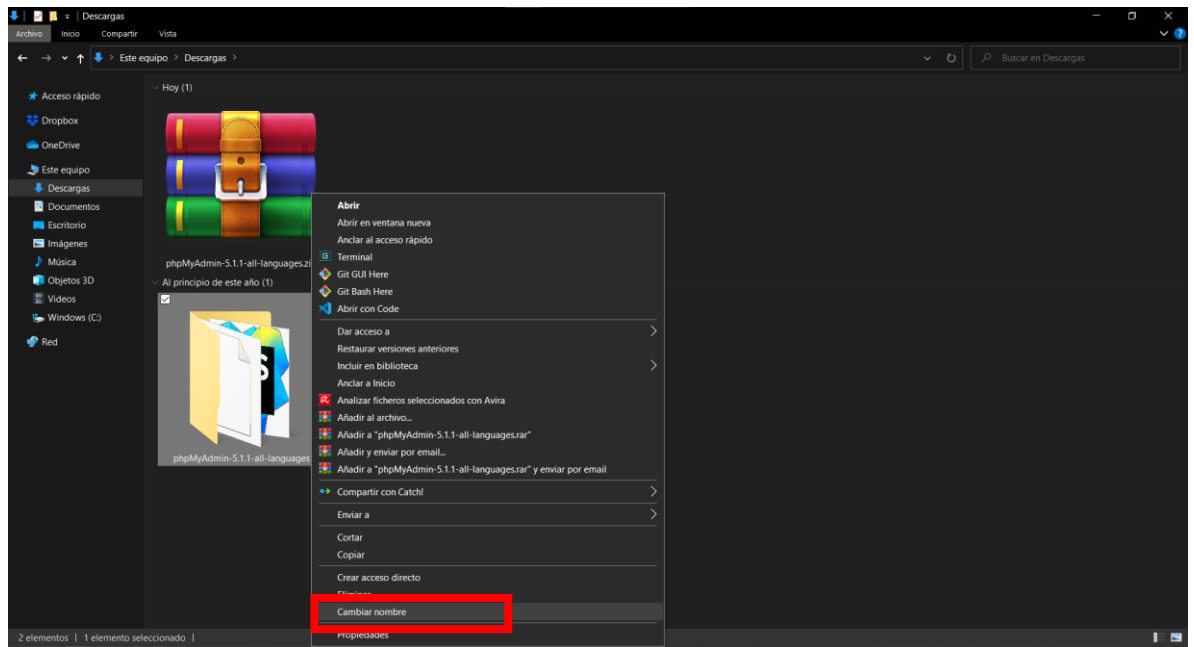 Descargas
Archivo Inicio Compartir Vista
Este equipo > Descargas >
Buscar en Descargas
Acceso rápido
Dropbox
OneDrive
Este equipo
Descargas
Documentos
Escritorio
Imágenes
Música
Objetos 3D
Videos
Windows (C:)
Red
Hoy (1)
phpMyAdmin-5.1.1-all-languages.zi
Al principio de este año (1)
phpMyAdmin-5.1.1-all-languages
Abrir
Abrir en ventana nueva
Anclar al acceso rápido
Terminal
Git GUI Here
Git Bash Here
Abrir con Code
Dar acceso a
Restaurar versiones anteriores
Incluir en biblioteca
Anclar a Inicio
Analizar ficheros seleccionados con Avira
Añadir al archivo...
Añadir a "phpMyAdmin-5.1.1-all-languages.rar"
Añadir y enviar por email...
Añadir a "phpMyAdmin-5.1.1-all-languages.rar" y enviar por email
Compartir con Catch!
Enviar a
Cortar
Copiar
Crear acceso directo
Eliminar
Cambiar nombre
Propiedades
2 elementos | 1 elemento seleccionado |